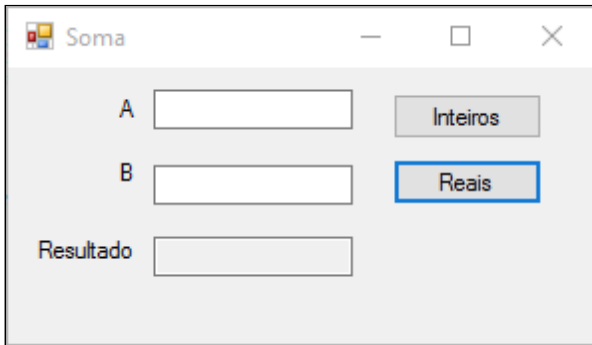 Soma
A
Inteiros
B
Reais
Resultado